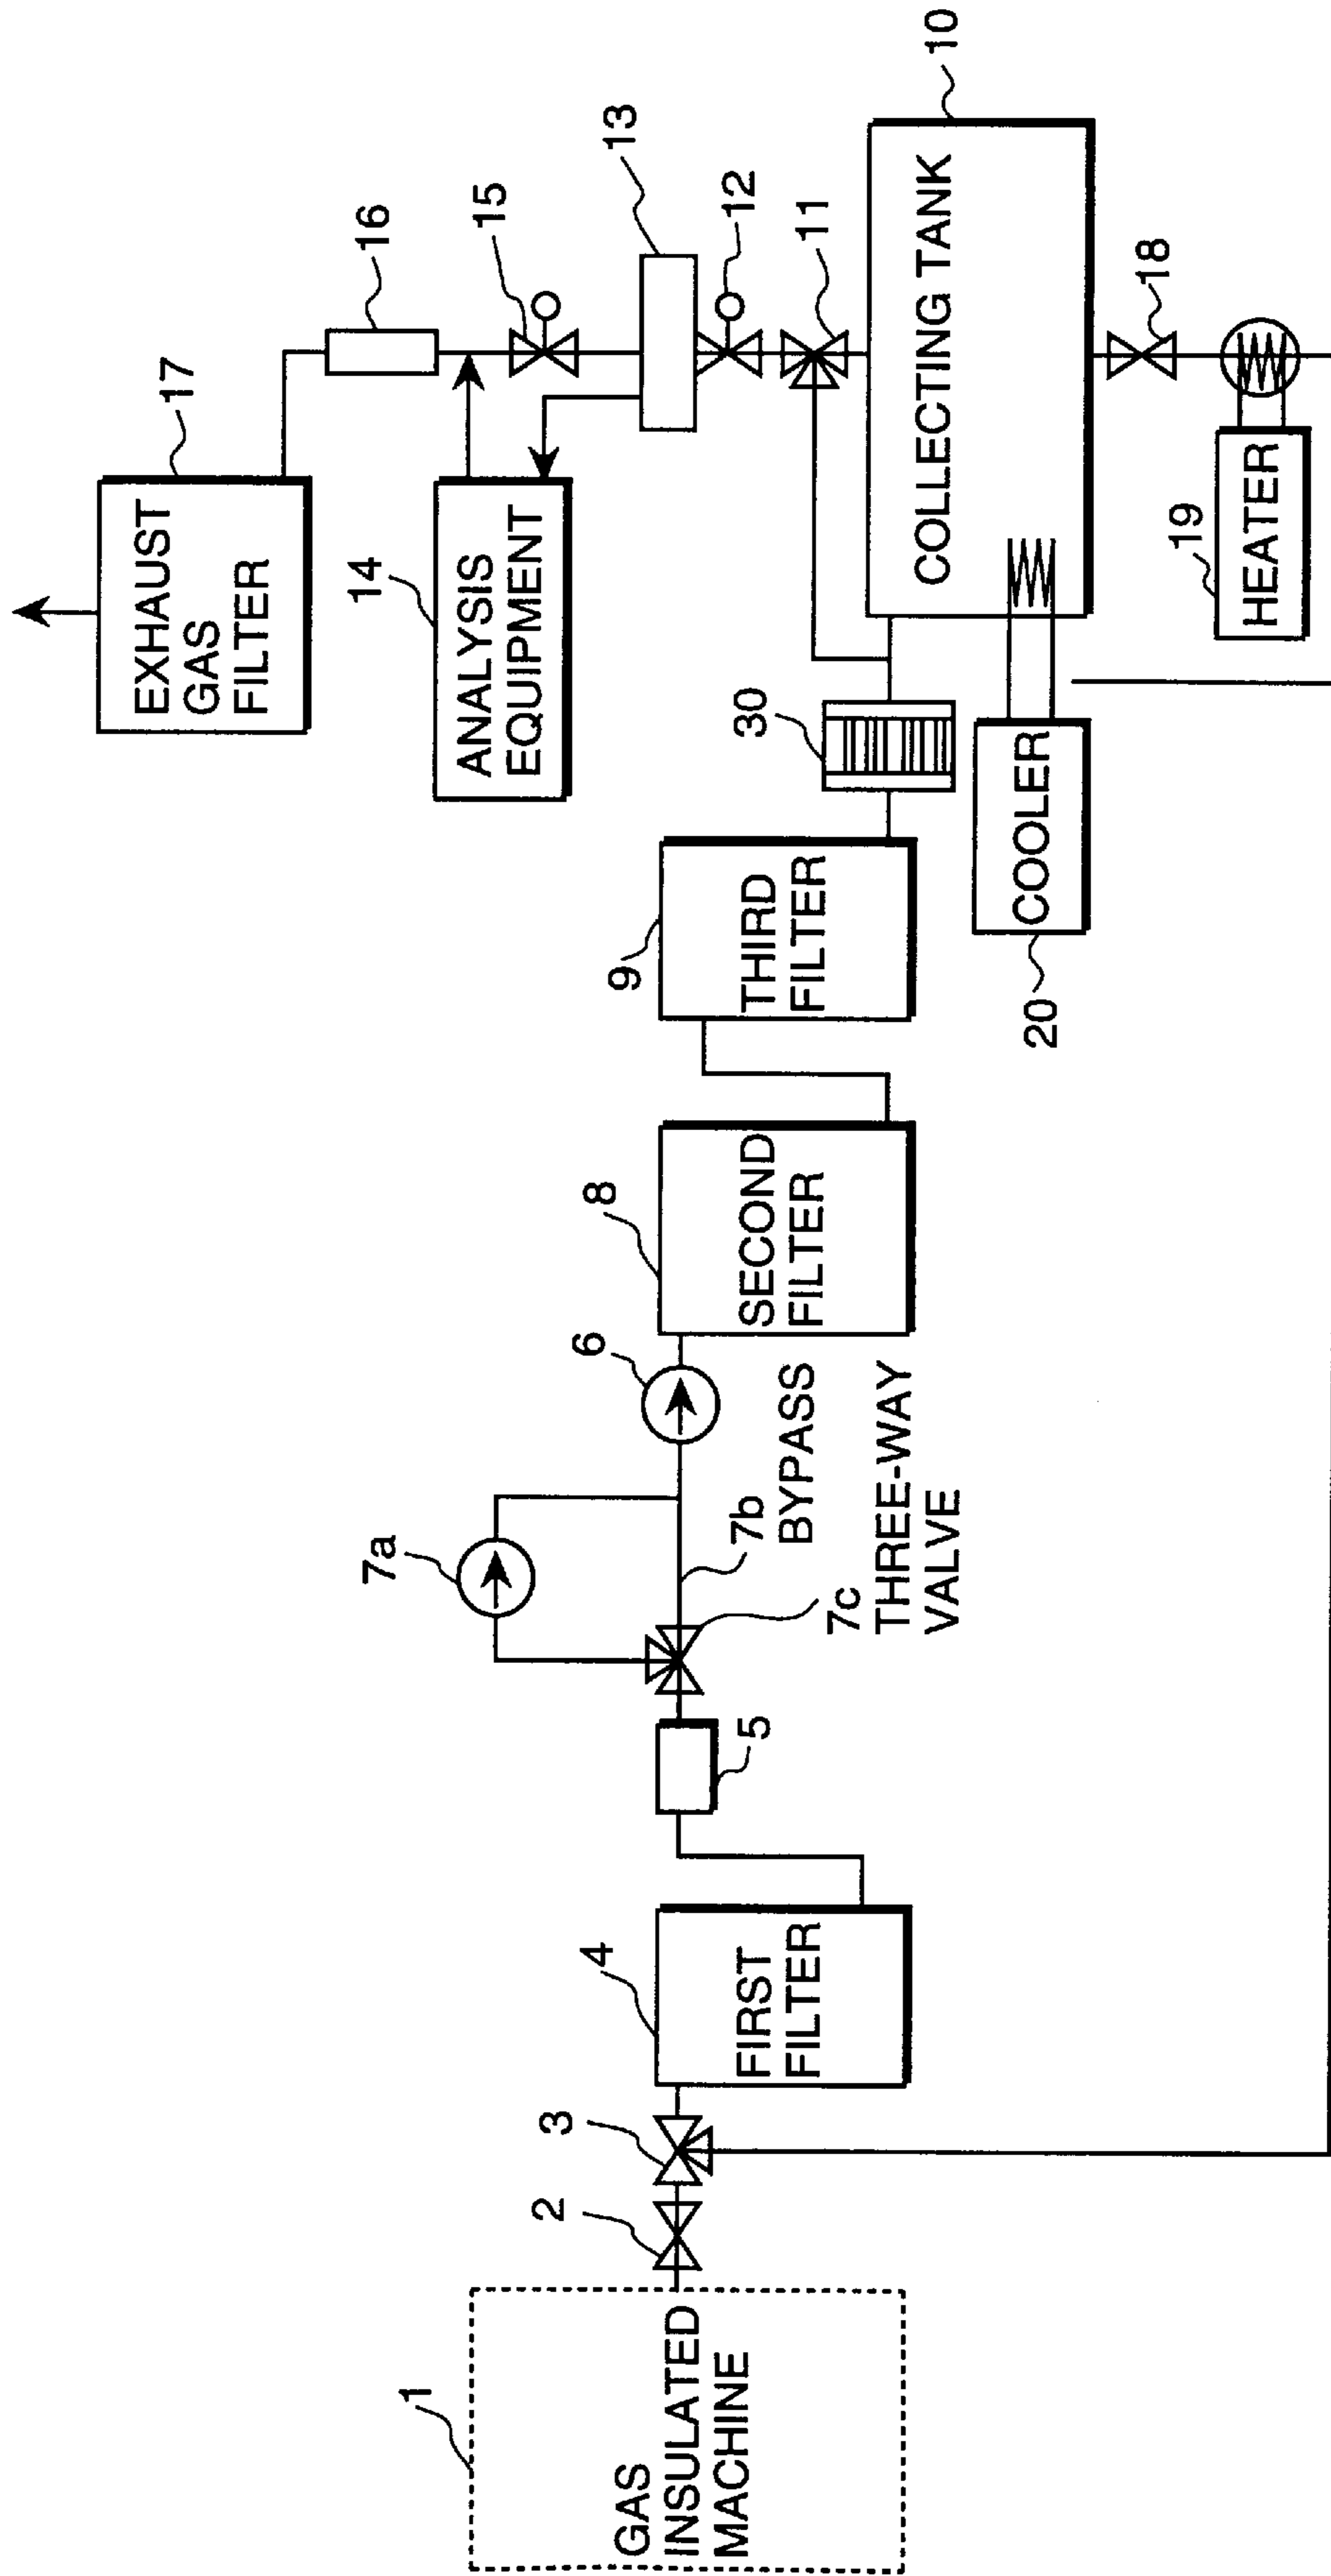 1
GAS
INSULATED
MACHINE
2
3
4
FIRST
FILTER
5
7a
7b
BYPASS
7c
THREE-WAY
VALVE
6
8
SECOND
FILTER
9
THIRD
FILTER
30
20
COOLER
10
COLLECTING TANK
11
12
13
14
ANALYSIS
EQUIPMENT
15
16
17
EXHAUST
GAS
FILTER
18
19
HEATER